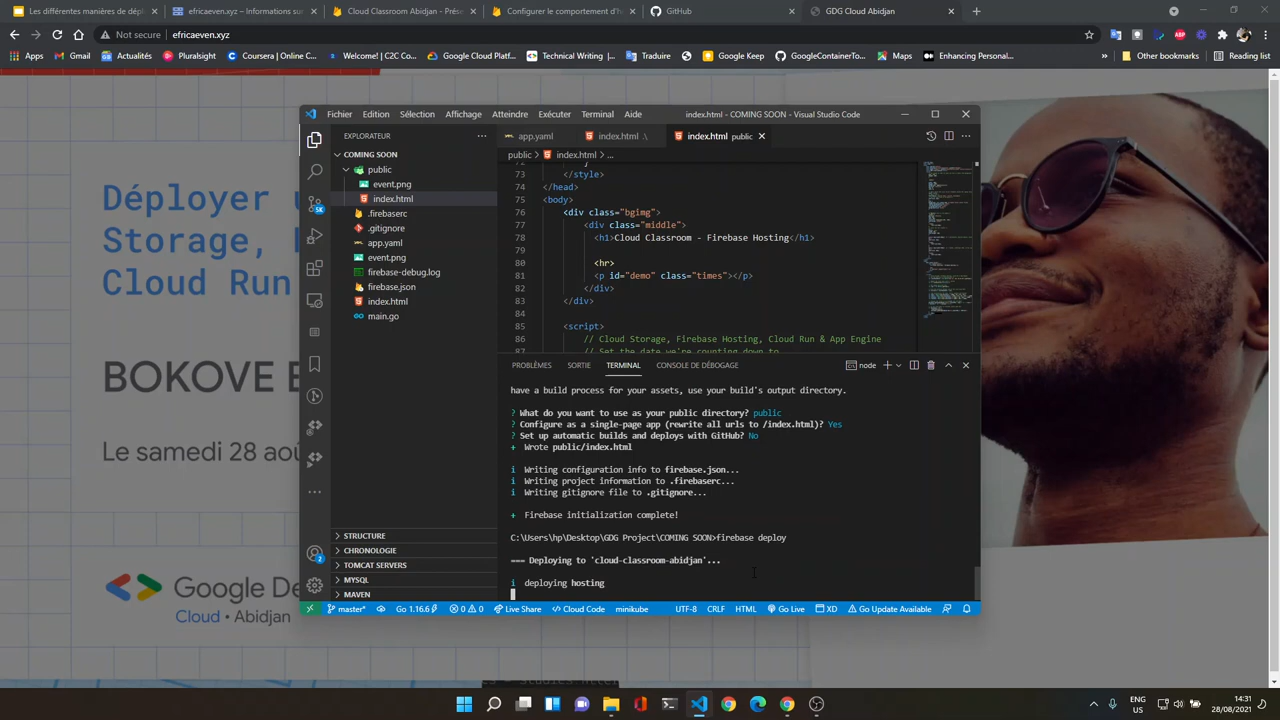 Les différentes manières de dépl
efricaeven.xyz – Informations su
Cloud Classroom Abidjan - Prése
Configurer le comportement d'h
GitHub
GDG Cloud Abidjan
Not secure
efricaeven.xyz
Apps
Gmail
Actualités
Pluralsight
Coursera | Online C...
Welcome! | C2C Co...
Google Cloud Platf...
Technical Writing |...
Traduire
Google Keep
GoogleContainerTo...
Maps
Enhancing Personal...
Other bookmarks
Reading list
Déployer
Storage,
Cloud Run
BOKOVE
Le samedi 28 aoû
Google De
Cloud • Abidjan
Fichier
Edition
Sélection
Affichage
Atteindre
Exécuter
Terminal
Aide
index.html - COMING SOON - Visual Studio Code
EXPLORATEUR
COMING SOON
public
event.png
index.html
.firebaserc
.gitignore
app.yaml
event.png
firebase-debug.log
firebase.json
index.html
main.go
STRUCTURE
CHRONOLOGIE
TOMCAT SERVERS
MYSQL
MAVEN
5K
2
app.yaml
index.html .\
index.html public
public > index.html > ...
73 </style>
74 </head>
75 <body>
76 <div class="bgimg">
77 <div class="middle">
78 <h1>Cloud Classroom - Firebase Hosting</h1>
79 <hr>
80
81 <p id="demo" class="times"></p>
82 </div>
83 </div>
84
85 <script>
86 // Cloud Storage, Firebase Hosting, Cloud Run & App Engine
87 // Set the date we're counting down to
PROBLÈMES
SORTIE
TERMINAL
CONSOLE DE DÉBOGAGE
node
have a build process for your assets, use your build's output directory.
? What do you want to use as your public directory? public
? Configure as a single-page app (rewrite all urls to /index.html)? Yes
? Set up automatic builds and deploys with GitHub? No
+ Wrote public/index.html
i Writing configuration info to firebase.json...
i Writing project information to .firebaserc...
i Writing gitignore file to .gitignore...
+ Firebase initialization complete!
C:\Users\hp\Desktop\GDG Project\COMING SOON>firebase deploy
=== Deploying to 'cloud-classroom-abidjan'...
i deploying hosting
master*
Go 1.16.6
0
0
Live Share
Cloud Code
minikube
UTF-8
CRLF
HTML
Go Live
XD
Go Update Available
ENG
US
14:31
28/08/2021